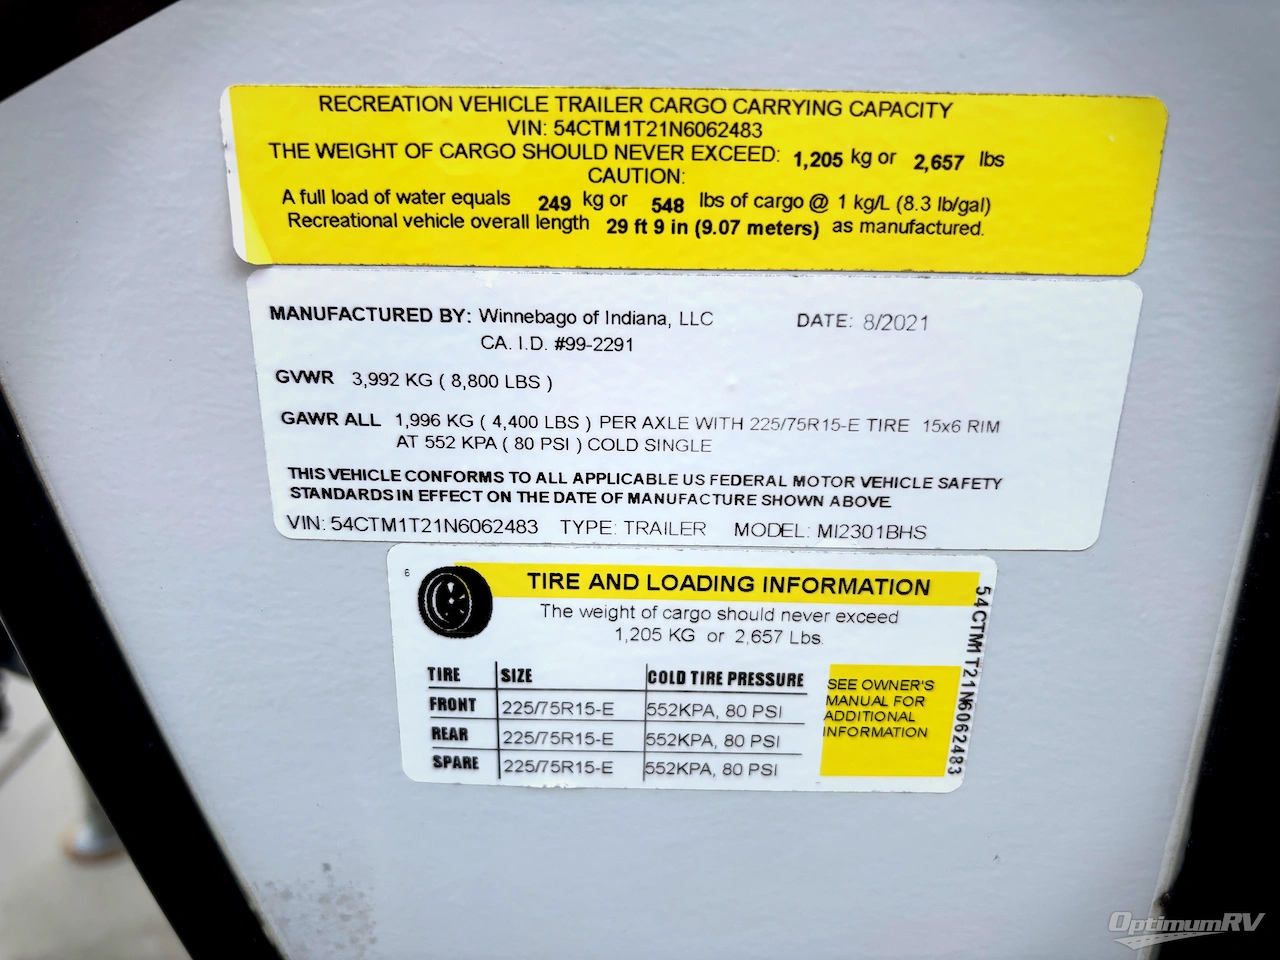 RECREATION VEHICLE TRAILER CARGO CARRYING CAPACITY
VIN: 54CTM1T21N6062483
THE WEIGHT OF CARGO SHOULD NEVER EXCEED: 1,205 kg or 2,657 lbs
CAUTION:
A full load of water equals 249 kg or 548 lbs of cargo @ 1 kg/L (8.3 lb/gal)
Recreational vehicle overall length 29 ft 9 in (9.07 meters) as manufactured.
MANUFACTURED BY: Winnebago of Indiana, LLC DATE: 8/2021
CA. I.D. #99-2291
GVWR 3,992 KG ( 8,800 LBS )
GAWR ALL 1,996 KG ( 4,400 LBS ) PER AXLE WITH 225/75R15-E TIRE 15x6 RIM
AT 552 KPA ( 80 PSI ) COLD SINGLE
THIS VEHICLE CONFORMS TO ALL APPLICABLE US FEDERAL MOTOR VEHICLE SAFETY
STANDARDS IN EFFECT ON THE DATE OF MANUFACTURE SHOWN ABOVE
VIN: 54CTM1T21N6062483 TYPE: TRAILER MODEL: MI2301BHS
6
TIRE AND LOADING INFORMATION
The weight of cargo should never exceed
1,205 KG or 2,657 Lbs.
TIRE SIZE COLD TIRE PRESSURE
FRONT 225/75R15-E 552KPA, 80 PSI
REAR 225/75R15-E 552KPA, 80 PSI
SPARE 225/75R15-E 552KPA, 80 PSI
SEE OWNER'S
MANUAL FOR
ADDITIONAL
INFORMATION
54CTM1T21N6062483
OptimumRV